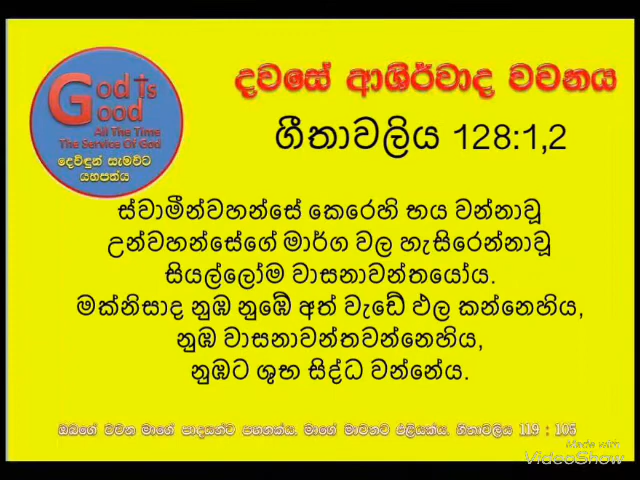 God is
Good
All The Time
The Service Of God
දෙවිඳුන් සැමවිට
යහපත්ය
දවසේ ආශිර්වාද වචනය
ගීතාවලිය 128:1,2
ස්වාමීන්වහන්සේ කෙරෙහි භය වන්නාවූ
උන්වහන්සේගේ මාර්ග වල හැසිරෙන්නාවූ
සියල්ලෝම වාසනාවන්තයෝය.
මක්නිසාද නුඹ නුඹේ අත් වැඩේ ඵල කන්නෙහිය,
නුඹ වාසනාවන්තවන්නෙහිය,
නුඹට ශුභ සිද්ධ වන්නේය.
ඔබගේ වචන මාගේ පාදයන්ට පහනක්ය. මාගේ මාවතට එළියක්ය. ගීතාවලිය 119 : 105
Made with
VideoShow